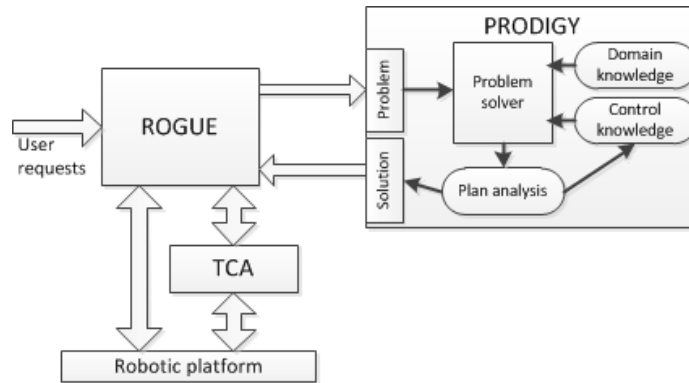 PRODIGY
Problem
Problem
solver
Domain
knowledge
Control
knowledge
ROGUE
User
requests
Solution
Plan analysis
TCA
Robotic platform